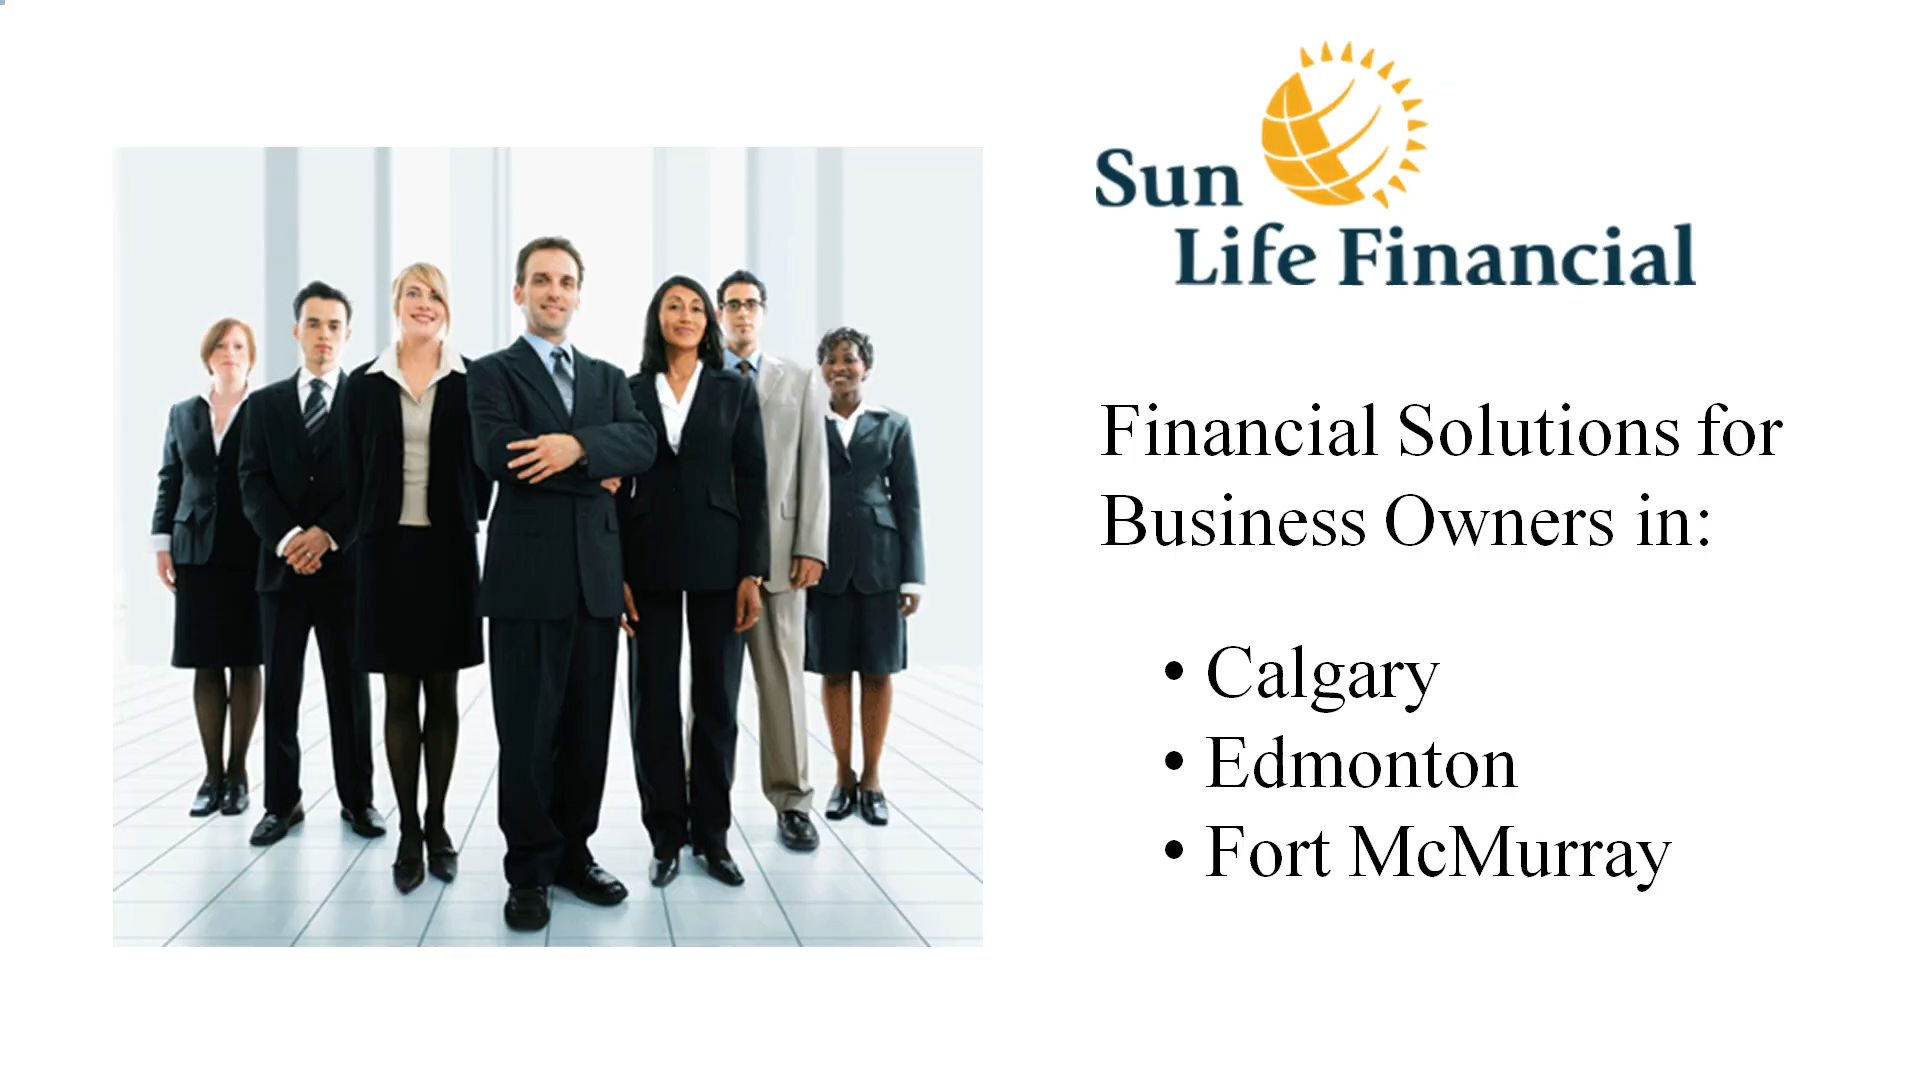 Sun
Life Financial
Financial Solutions for
Business Owners in:
• Calgary
• Edmonton
• Fort McMurray